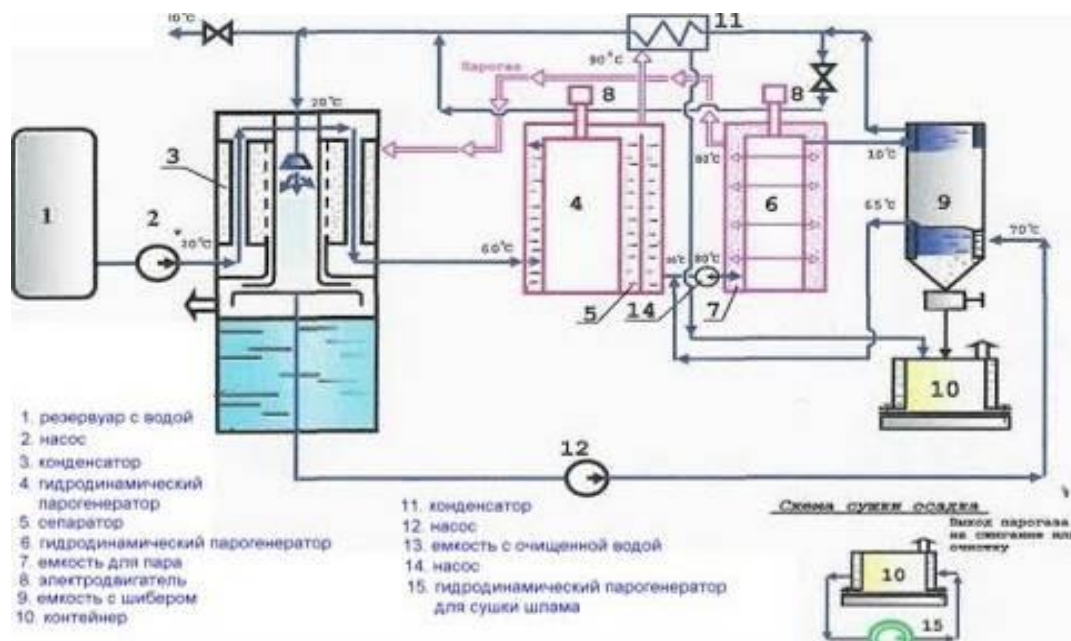 10°C
11
90°C
Парогаз
8
8
20°C
3
10°C
1
2
4
6
9
65°C
20°C
60°C
80°C
70°C
5
14
7
10
1. резервуар с водой
2. насос
3. конденсатор
4. гидродинамический
парогенератор
5. сепаратор
6. гидродинамический парогенератор
7. емкость для пара
8. электродвигатель
9. емкость с шибером
10. контейнер
12
11. конденсатор
12. насос
13. емкость с очищенной водой
14. насос
15. гидродинамический парогенератор
для сушки шлама
Схема сушки осадка
Выход парогаза
на сжигание или
очистку
10
15